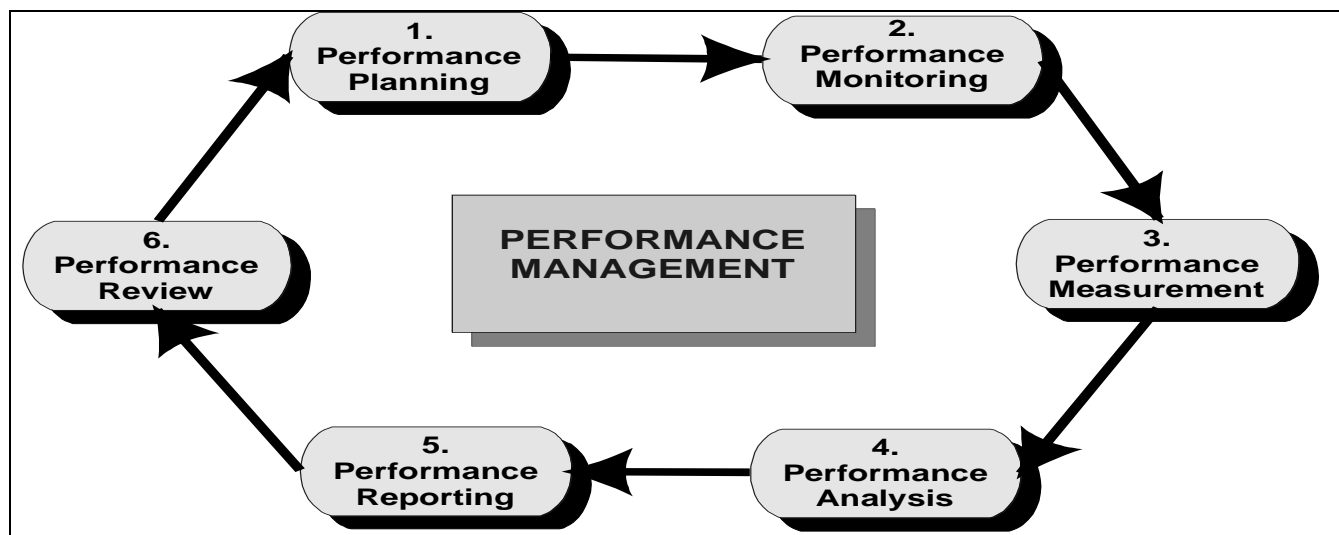 1.
Performance
Planning
2.
Performance
Monitoring
PERFORMANCE
MANAGEMENT
6.
Performance
Review
3.
Performance
Measurement
5.
Performance
Reporting
4.
Performance
Analysis